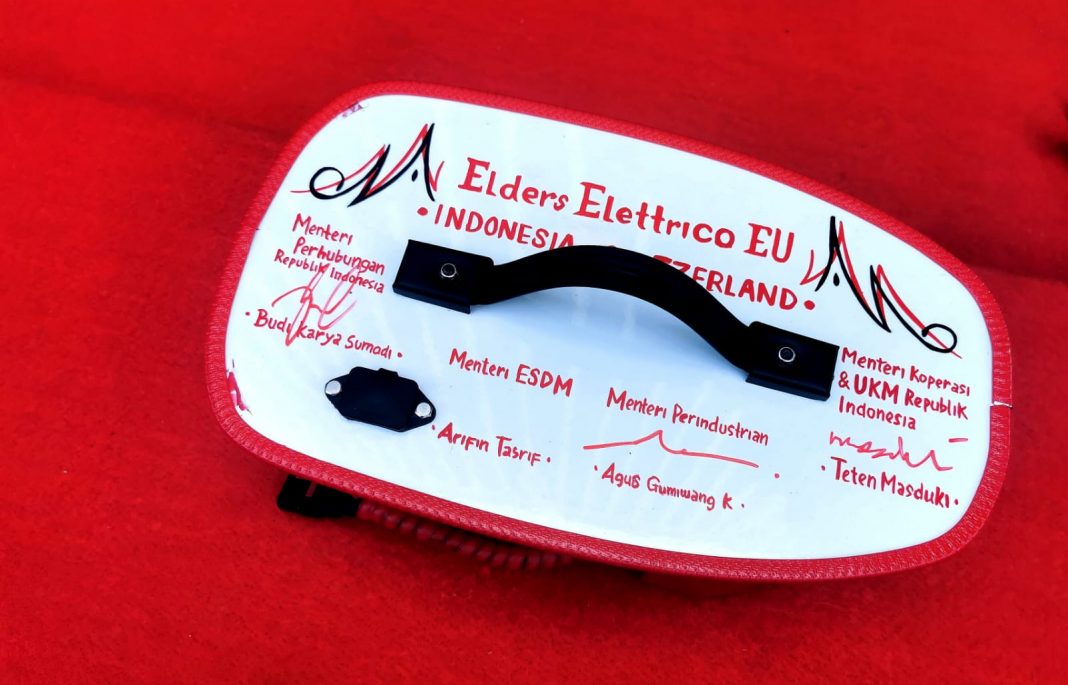 Elders Elettrico EU
• INDONESIA ZERLAND •
Menteri
Perhubungan
Republik Indonesia
• Budi Karya Sumadi •
Menteri ESDM
• Arifin Tasrif •
Menteri Perindustrian
• Agus Gumiwang K •
Menteri Koperasi
& UKM Republik
Indonesia
• Teten Masduki •